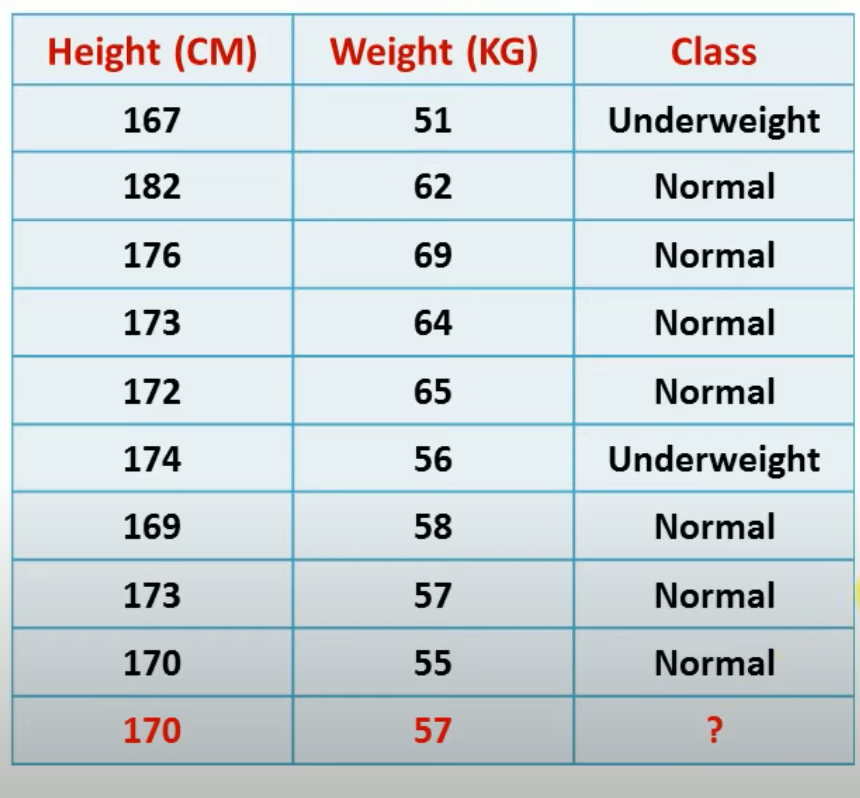 Height (CM) Weight (KG) Class
167 51 Underweight
182 62 Normal
176 69 Normal
173 64 Normal
172 65 Normal
174 56 Underweight
169 58 Normal
173 57 Normal
170 55 Normal
170 57 ?